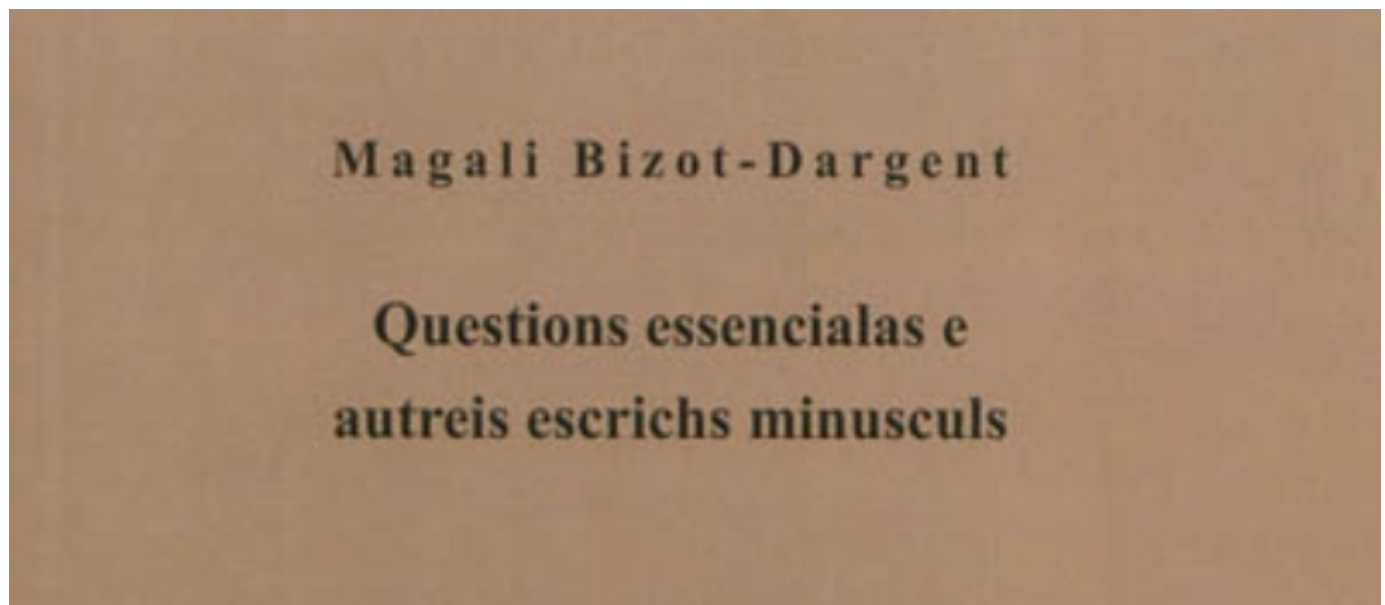 Magali Bizot-Dargent
Questions essencialas e
autreis escrichs minusculs